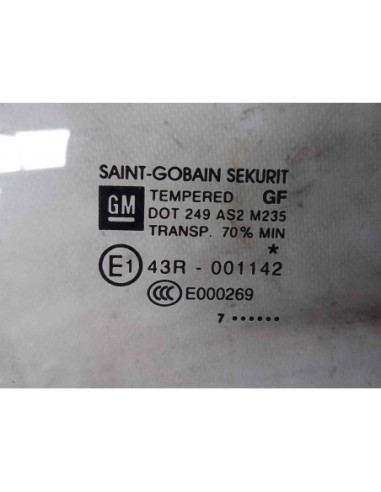 SAINT-GOBAIN SEKURIT
GM TEMPERED GF
DOT 249 AS2 M235
TRANSP. 70% MIN
*
E1 43R - 001142
CCC E000269
7 ••••••